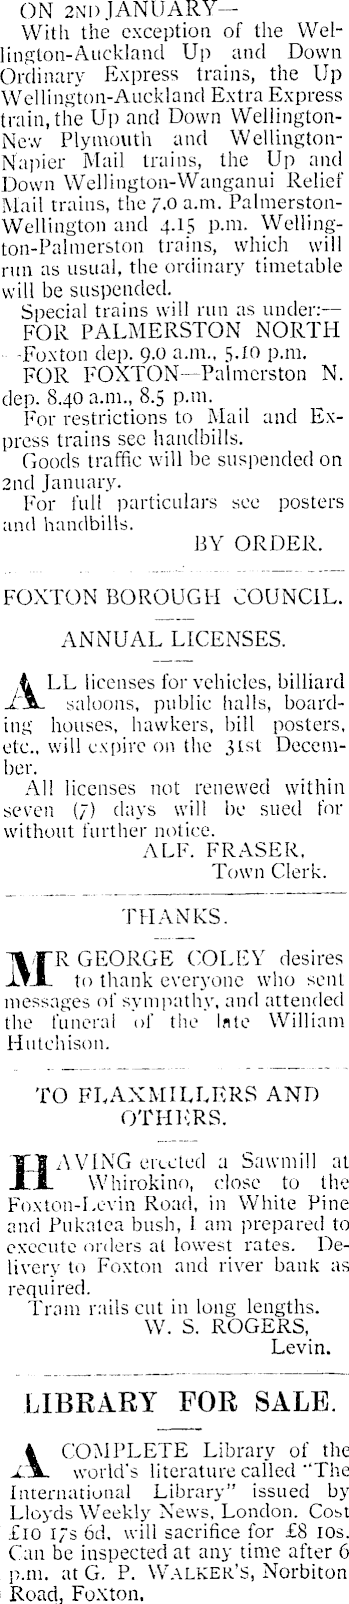 ON 2ND JANUARY—
With the exception of the Wel-
lington-Auckland Up and Down
Ordinary Express trains, the Up
Wellington-Auckland Extra Express
train, the Up and Down Wellington-
New Plymouth and Wellington-
Napier Mail trains, the Up and
Down Wellington-Wanganui Relief
Mail trains, the 7.0 a.m. Palmerston-
Wellington and 4.15 p.m. Welling-
ton-Palmerston trains, which will
run as usual, the ordinary timetable
will be suspended.
Special trains will run as under:—
FOR PALMERSTON NORTH
—Foxton dep. 9.0 a.m., 5.10 p.m.
FOR FOXTON—Palmerston N.
dep. 8.40 a.m., 8.5 p.m.
For restrictions to Mail and Ex-
press trains see handbills.
Goods traffic will be suspended on
2nd January.
For full particulars see posters
and handbills.
BY ORDER.
FOXTON BOROUGH COUNCIL.
ANNUAL LICENSES.
ALL licenses for vehicles, billiard
saloons, public halls, board-
ing houses, hawkers, bill posters,
etc., will expire on the 31st Decem-
ber.
All licenses not renewed within
seven (7) days will be sued for
without further notice.
ALF. FRASER,
Town Clerk.
THANKS.
MR GEORGE COLEY desires
to thank everyone who sent
messages of sympathy, and attended
the funeral of the late William
Hutchison.
TO FLAXMILLERS AND
OTHERS.
HAVING erected a Sawmill at
Whirokino, close to the
Foxton-Levin Road, in White Pine
and Pukatea bush, I am prepared to
execute orders at lowest rates. De-
livery to Foxton and river bank as
required.
Tram rails cut in long lengths.
W. S. ROGERS,
Levin.
LIBRARY FOR SALE.
A COMPLETE Library of the
world's literature called "The
International Library" issued by
Lloyds Weekly News, London. Cost
£10 17s 6d, will sacrifice for £8 10s.
Can be inspected at any time after 6
p.m. at G. P. WALKER'S, Norbiton
Road, Foxton.